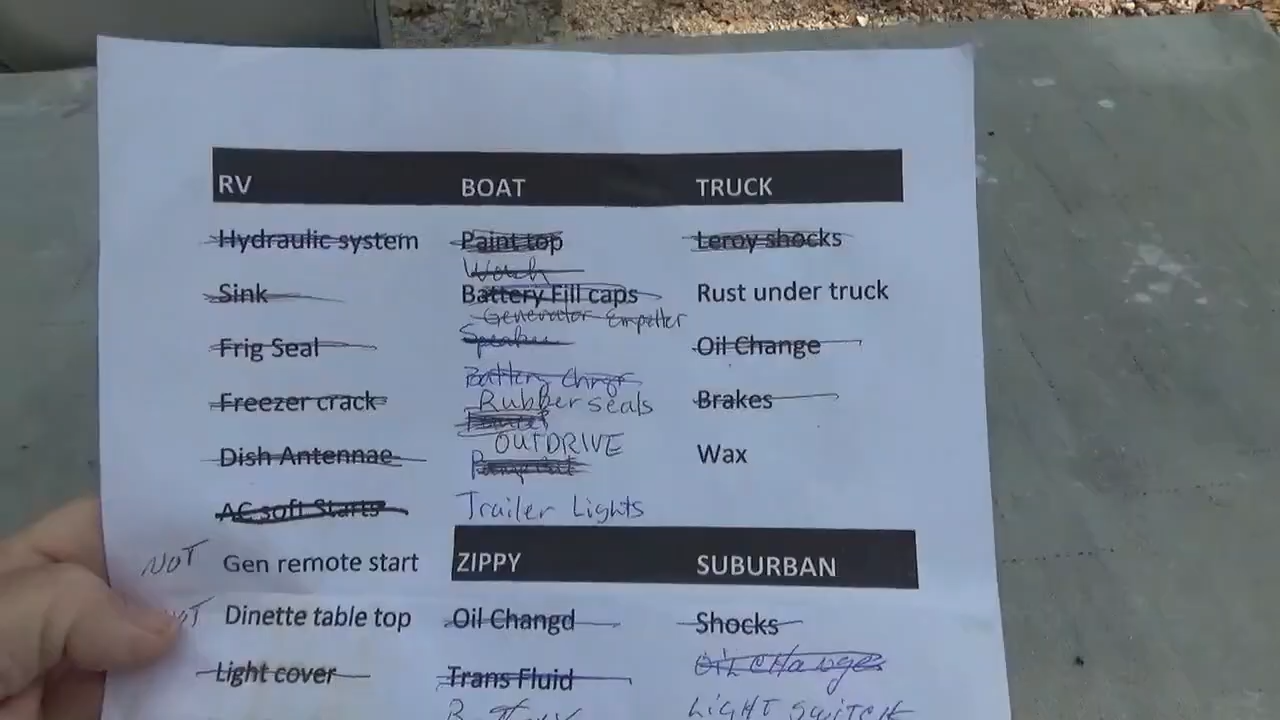 RV BOAT TRUCK
Hydraulic system Paint top Leroy shocks
Wash
Sink Battery Fill caps Rust under truck
Generator Empeller
Speaker
Frig Seal Oil Change
Battery Chrgr
Freezer crack Rubber seals Brakes
OUTDRIVE
Dish Antennae Wax
AC soft Starts Trailer Lights
NOT Gen remote start ZIPPY SUBURBAN
Dinette table top Oil Changd Shocks
Light cover Trans Fluid OiL CHange
Battery LIGHT SWITCH